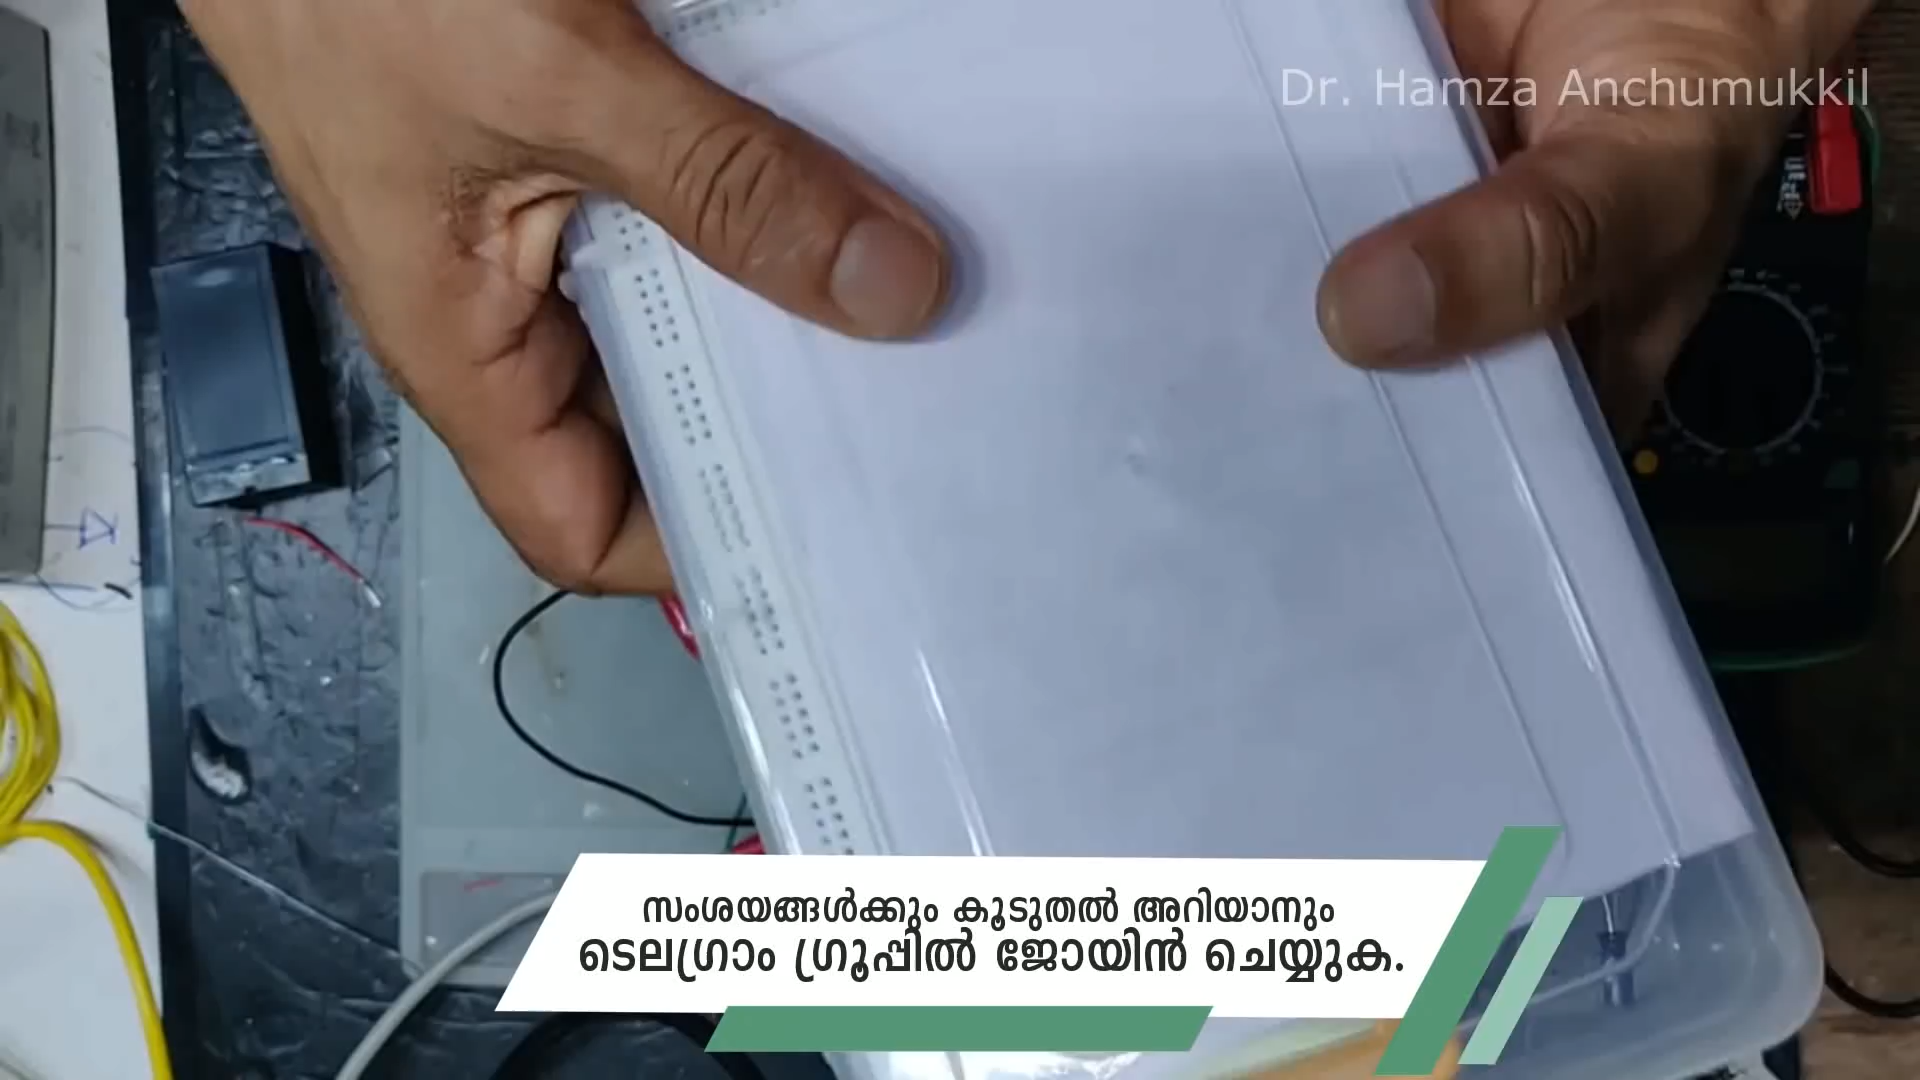 Dr. Hamza Anchumukkil
സംശയങ്ങൾക്കും കൂടുതൽ അറിയാനും
ടെലഗ്രാം ഗ്രൂപ്പിൽ ജോയിൻ ചെയ്യുക.